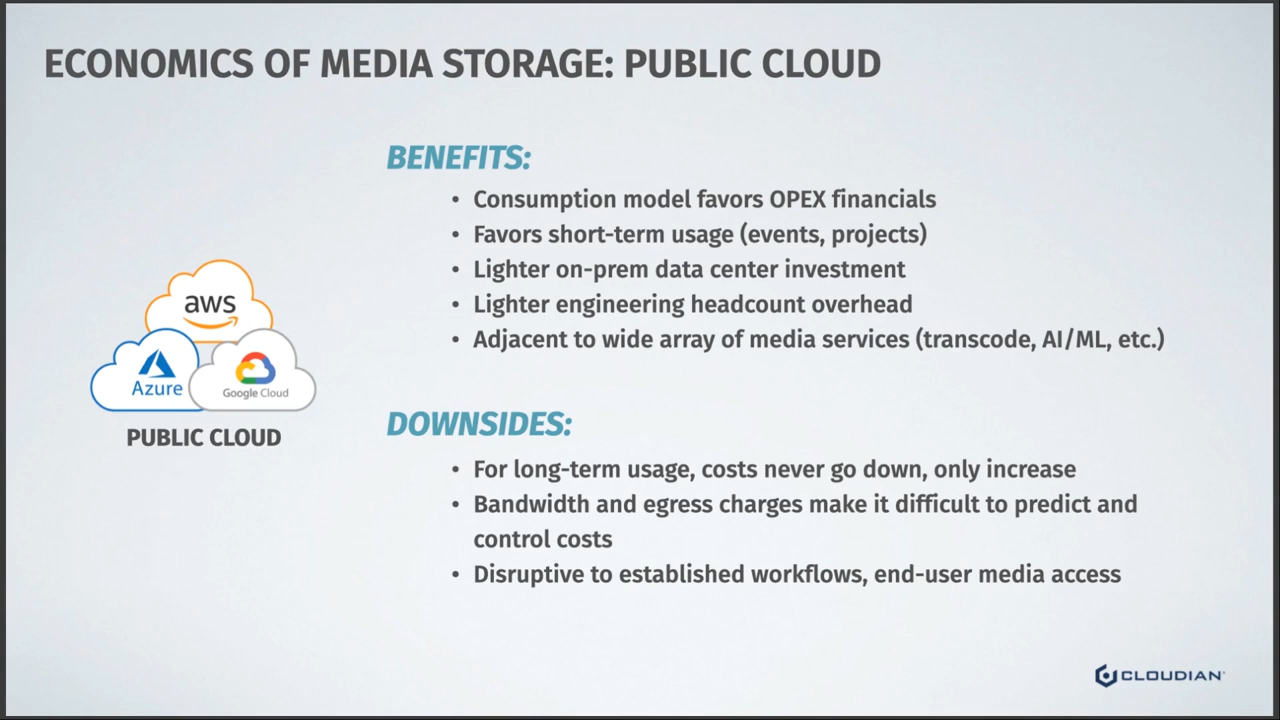 ECONOMICS OF MEDIA STORAGE: PUBLIC CLOUD
BENEFITS:
• Consumption model favors OPEX financials
• Favors short-term usage (events, projects)
• Lighter on-prem data center investment
• Lighter engineering headcount overhead
• Adjacent to wide array of media services (transcode, AI/ML, etc.)
aws
Azure
Google Cloud
PUBLIC CLOUD
DOWNSIDES:
• For long-term usage, costs never go down, only increase
• Bandwidth and egress charges make it difficult to predict and
control costs
• Disruptive to established workflows, end-user media access
CLOUDIAN